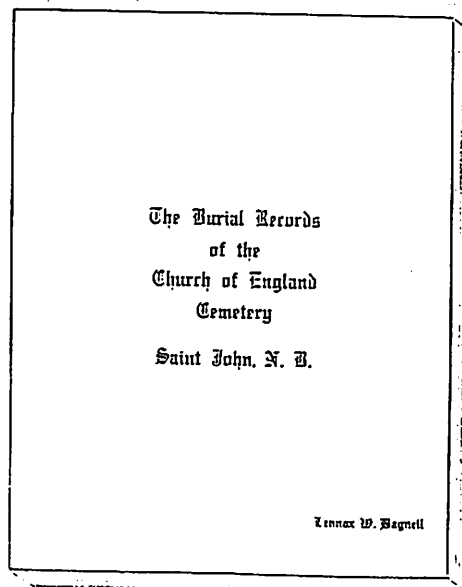 The Burial Records
of the
Church of England
Cemetery
Saint John, N. B.
Lennox W. Bagnell